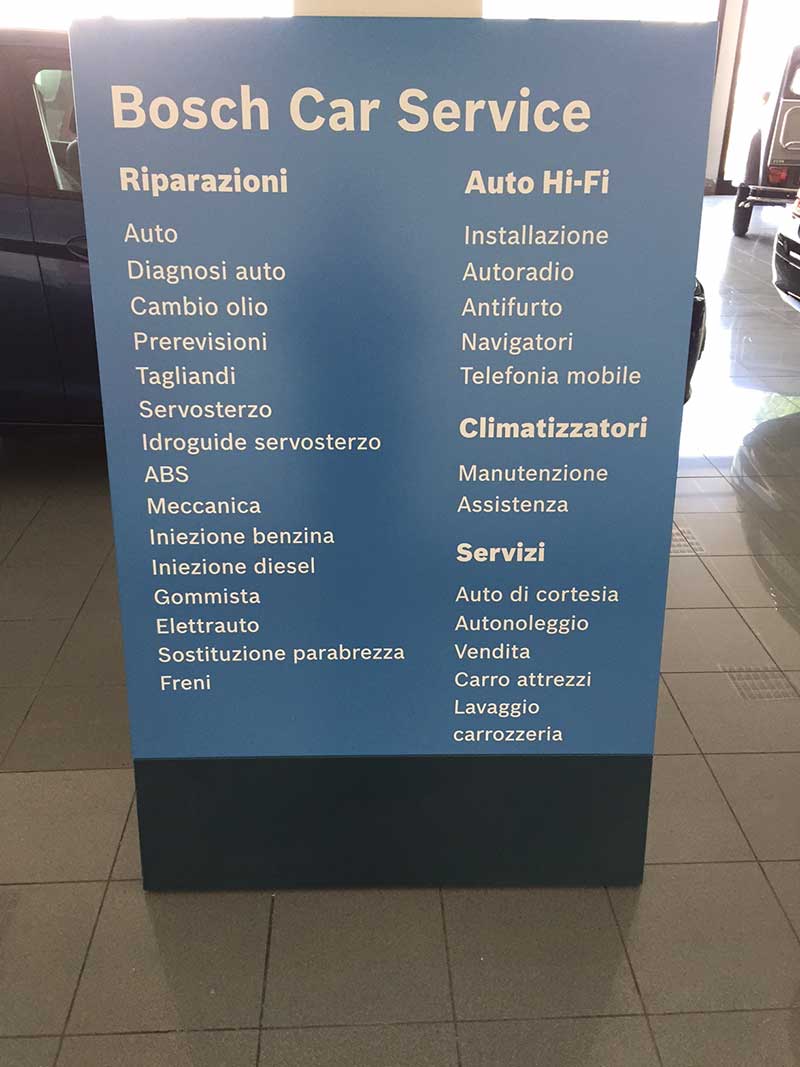 Bosch Car Service
Riparazioni
Auto
Diagnosi auto
Cambio olio
Prerevisioni
Tagliandi
Servosterzo
Idroguide servosterzo
ABS
Meccanica
Iniezione benzina
Iniezione diesel
Gommista
Elettrauto
Sostituzione parabrezza
Freni
Auto Hi-Fi
Installazione
Autoradio
Antifurto
Navigatori
Telefonia mobile
Climatizzatori
Manutenzione
Assistenza
Servizi
Auto di cortesia
Autonoleggio
Vendita
Carro attrezzi
Lavaggio
carrozzeria